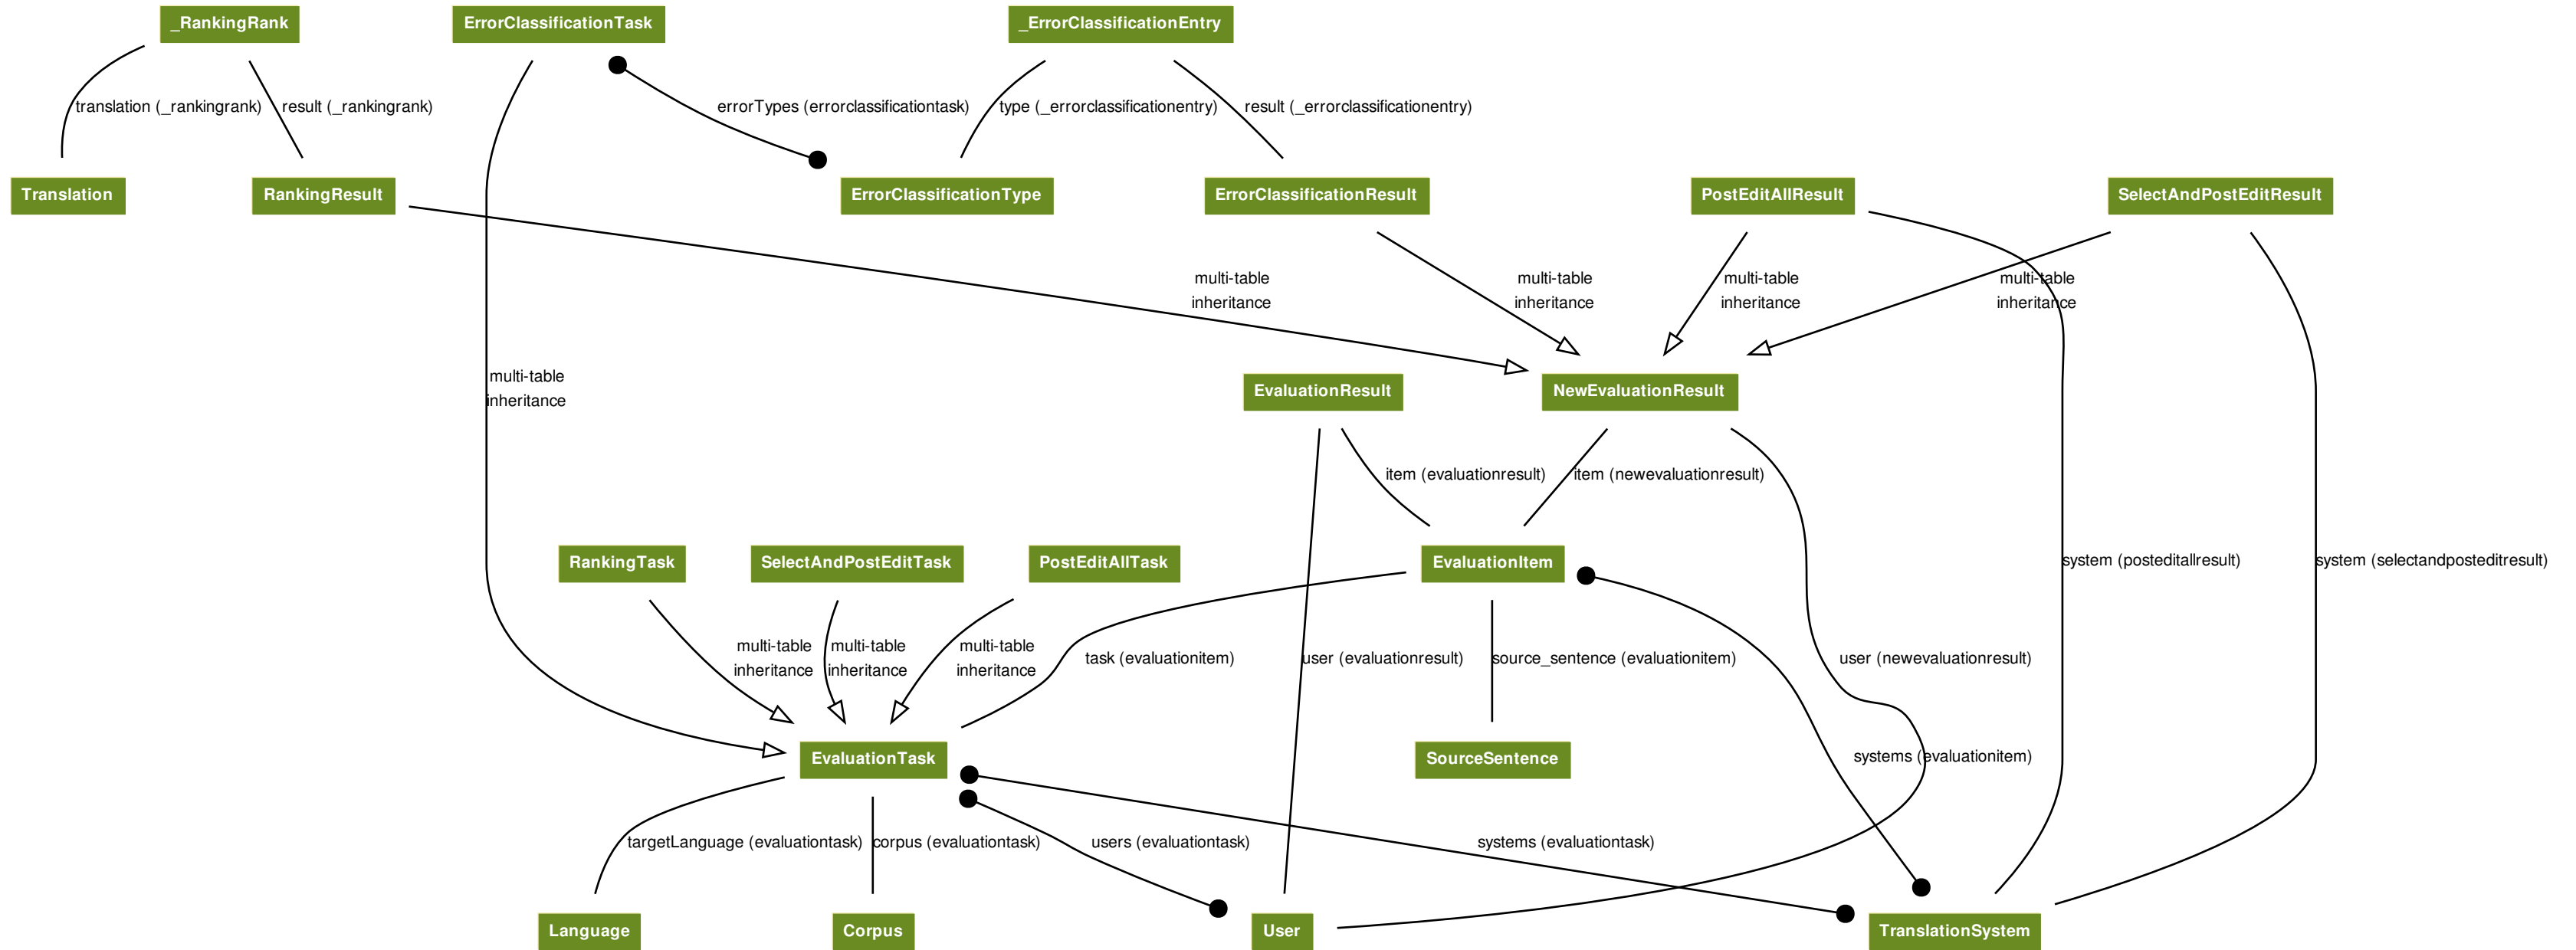 _RankingRank
ErrorClassificationTask
_ErrorClassificationEntry
translation (_rankingrank)
result (_rankingrank)
errorTypes (errorclassificationtask)
type (_errorclassificationentry)
result (_errorclassificationentry)
Translation
RankingResult
ErrorClassificationType
ErrorClassificationResult
PostEditAllResult
SelectAndPostEditResult
multi-table
inheritance
multi-table
inheritance
multi-table
inheritance
multi-table
inheritance
multi-table
inheritance
EvaluationResult
NewEvaluationResult
item (evaluationresult)
item (newevaluationresult)
RankingTask
SelectAndPostEditTask
PostEditAllTask
EvaluationItem
system (posteditallresult)
system (selectandposteditresult)
multi-table
inheritance
multi-table
inheritance
multi-table
inheritance
task (evaluationitem)
user (evaluationresult)
source_sentence (evaluationitem)
user (newevaluationresult)
EvaluationTask
SourceSentence
systems (evaluationitem)
targetLanguage (evaluationtask)
corpus (evaluationtask)
users (evaluationtask)
systems (evaluationtask)
Language
Corpus
User
TranslationSystem